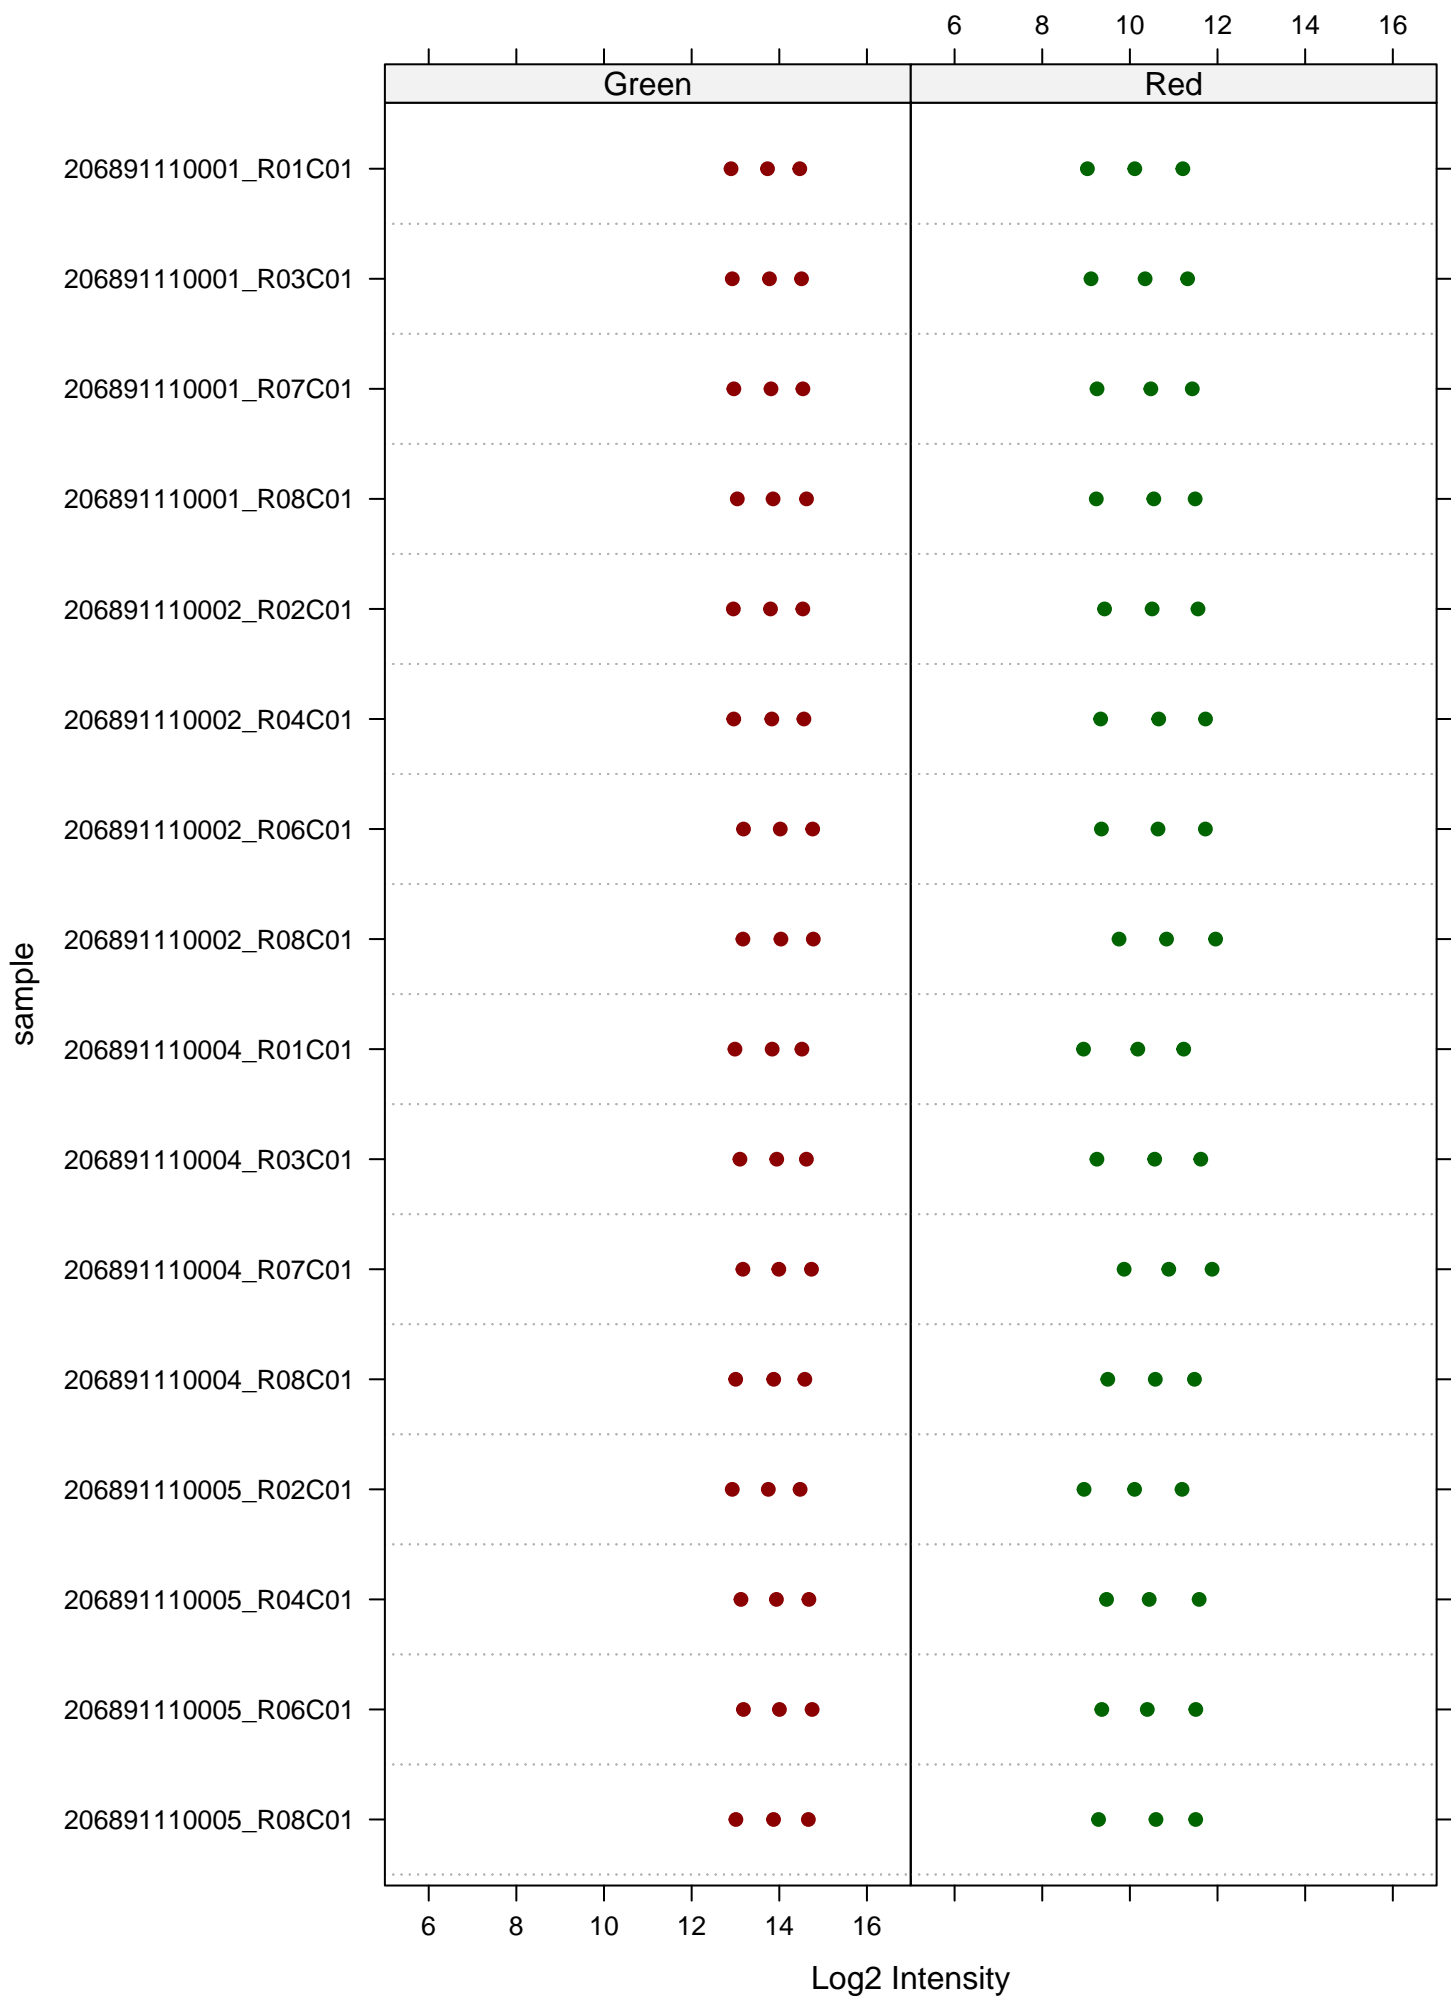 6 8 10 12 14 16
Green Red
206891110001_R01C01
206891110001_R03C01
206891110001_R07C01
206891110001_R08C01
206891110002_R02C01
206891110002_R04C01
206891110002_R06C01
206891110002_R08C01
206891110004_R01C01
206891110004_R03C01
206891110004_R07C01
206891110004_R08C01
206891110005_R02C01
206891110005_R04C01
206891110005_R06C01
206891110005_R08C01
sample
6 8 10 12 14 16
Log2 Intensity